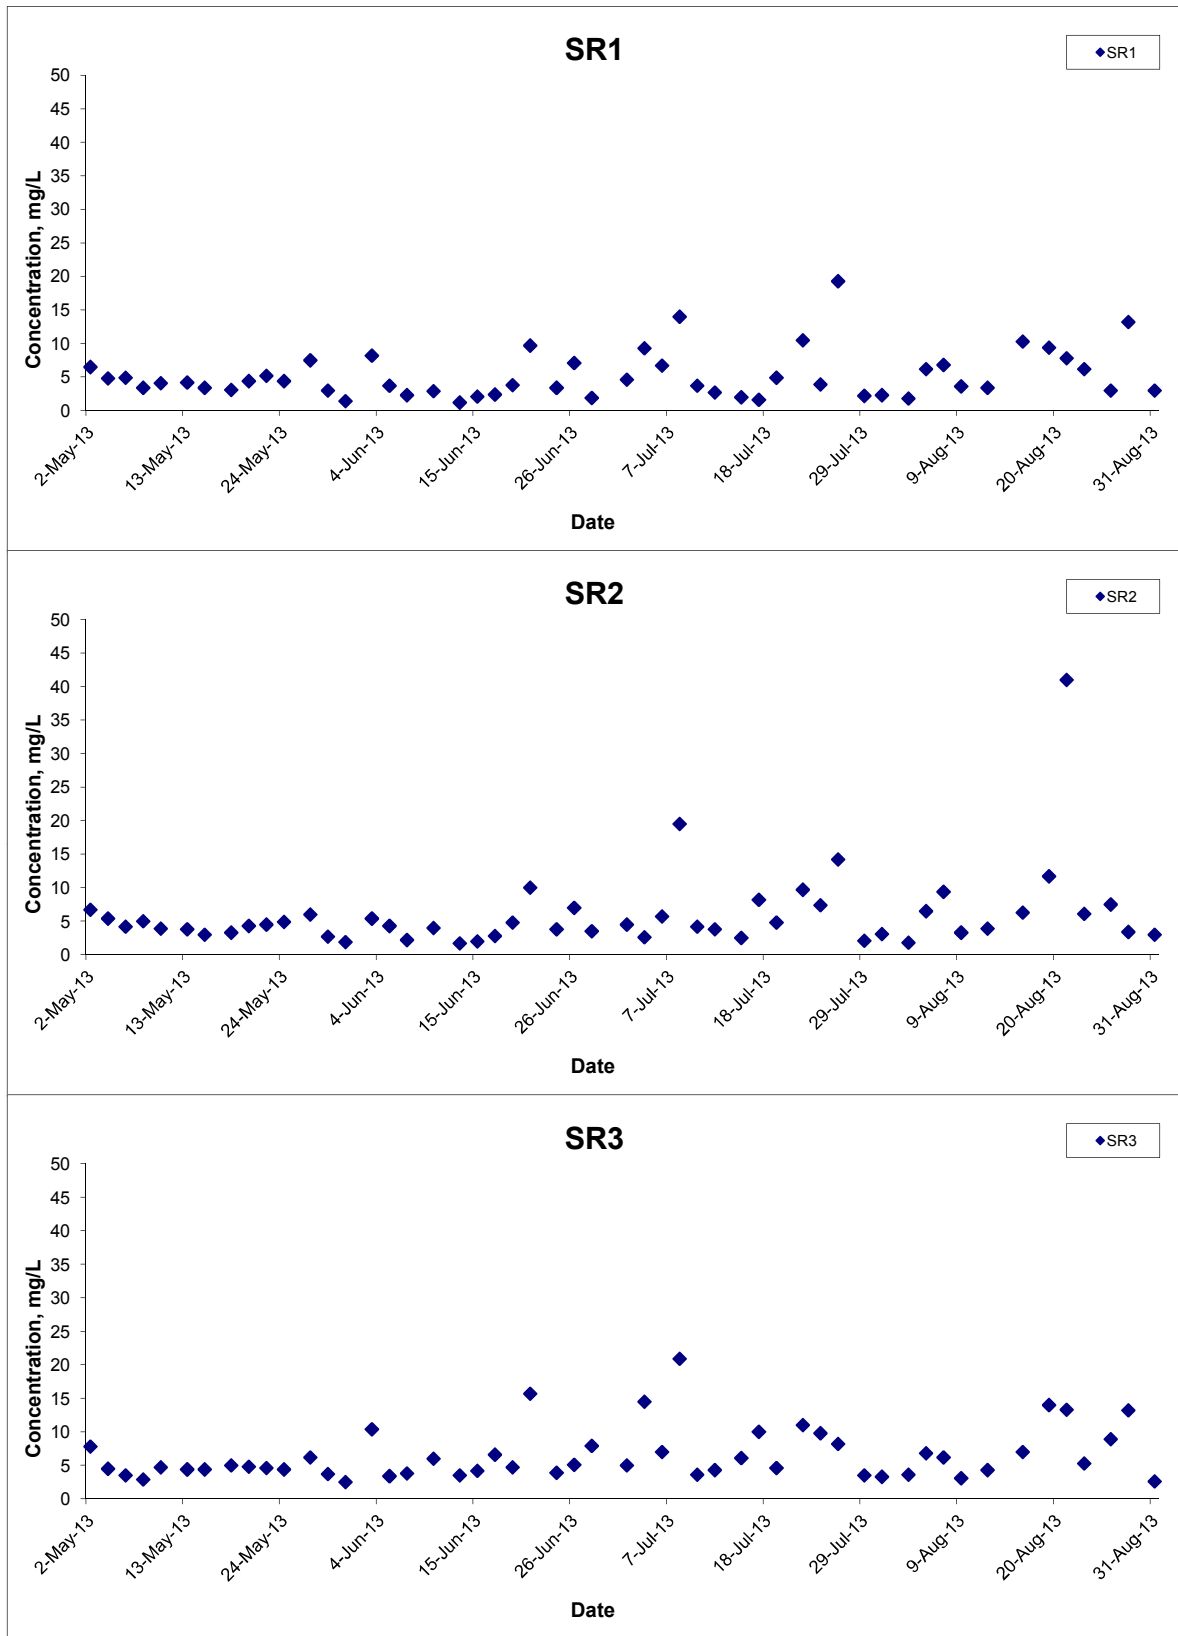 SR1
SR1
50
45
40
35
30
25
20
15
10
5
0
Concentration, mg/L
2-May-13
13-May-13
24-May-13
4-Jun-13
15-Jun-13
26-Jun-13
7-Jul-13
18-Jul-13
29-Jul-13
9-Aug-13
20-Aug-13
31-Aug-13
Date
SR2
SR2
50
45
40
35
30
25
20
15
10
5
0
Concentration, mg/L
2-May-13
13-May-13
24-May-13
4-Jun-13
15-Jun-13
26-Jun-13
7-Jul-13
18-Jul-13
29-Jul-13
9-Aug-13
20-Aug-13
31-Aug-13
Date
SR3
SR3
50
45
40
35
30
25
20
15
10
5
0
Concentration, mg/L
2-May-13
13-May-13
24-May-13
4-Jun-13
15-Jun-13
26-Jun-13
7-Jul-13
18-Jul-13
29-Jul-13
9-Aug-13
20-Aug-13
31-Aug-13
Date